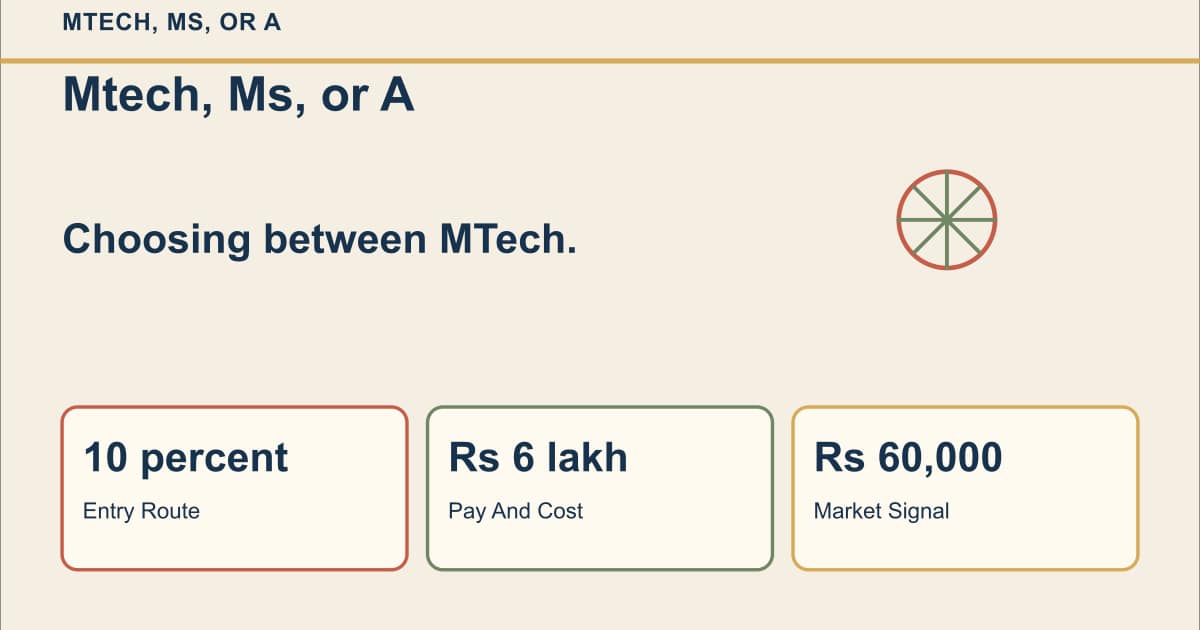 MTECH, MS, OR A
Mtech, Ms, or A
Choosing between MTech.
10 percent
Entry Route
Rs 6 lakh
Pay And Cost
Rs 60,000
Market Signal